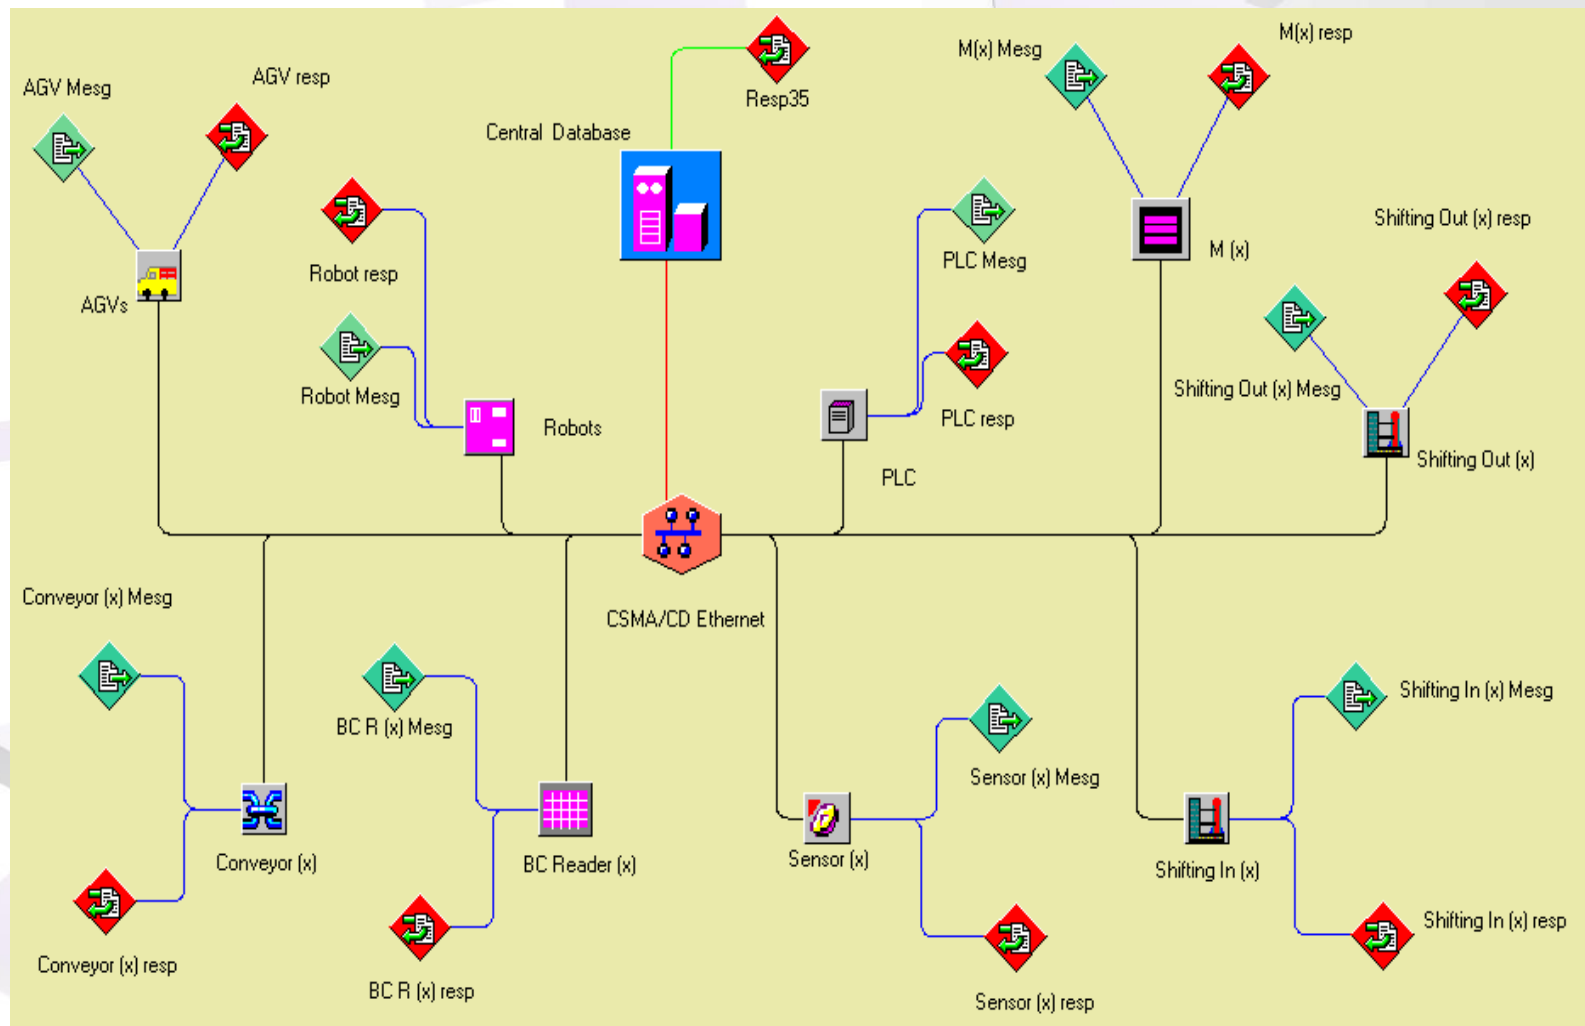 M(x) resp
M(x) Mesg
AGV resp
AGV Mesg
Resp35
Central  Database
Shifting Out (x) resp
M (x)
PLC Mesg
Robot resp
AGVs
Shifting Out (x) Mesg
Robot Mesg
PLC resp
Robots
Shifting Out (x)
PLC
Conveyor (x) Mesg
CSMA/CD Ethernet
Shifting In (x) Mesg
BC R (x) Mesg
Sensor (x) Mesg
Conveyor (x)
BC Reader (x)
Sensor (x)
Shifting In (x)
Shifting In (x) resp
Conveyor (x) resp
BC R (x) resp
Sensor (x) resp